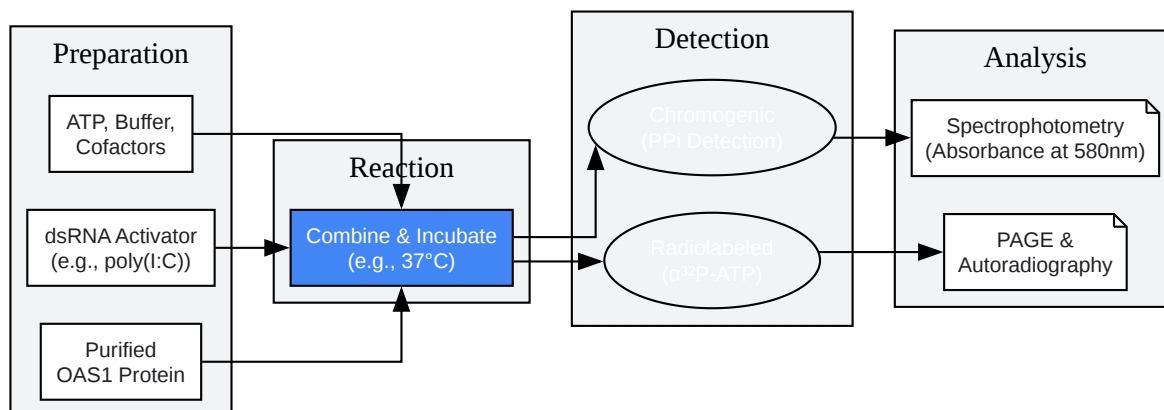 Preparation
ATP, Buffer,
Cofactors
dsRNA Activator
(e.g., poly(I:C))
Purified
OAS1 Protein
Reaction
Combine & Incubate
(e.g., 37°C)
Detection
Chromogenic
(PPi Detection)
Radiolabeled
(α³²P-ATP)
Analysis
Spectrophotometry
(Absorbance at 580nm)
PAGE &
Autoradiography